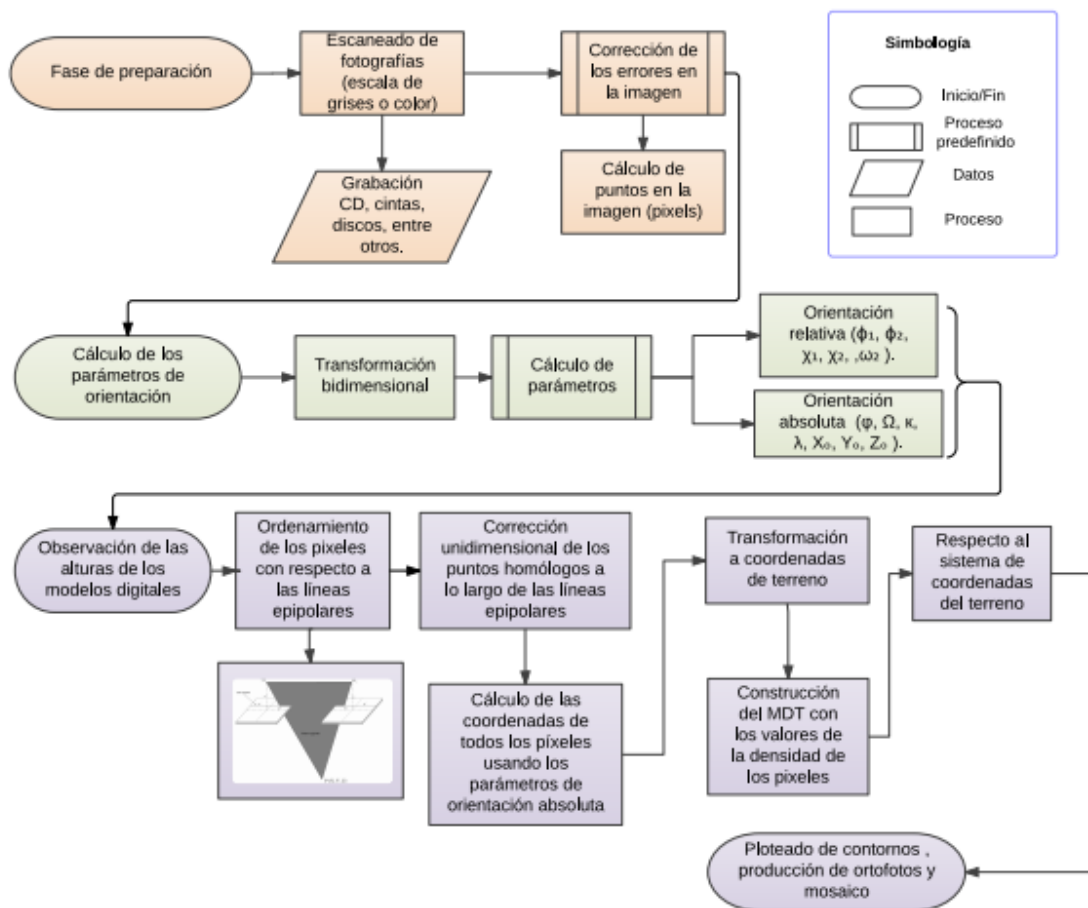 Fase de preparación
Escaneado de
fotografías
(escala de
grises o color)
Corrección de
los errores en
la imagen
Grabación
CD, cintas,
discos, entre
otros.
Cálculo de
puntos en la
imagen (pixels)
Simbología
Inicio/Fin
Proceso
predefinido
Datos
Proceso
Cálculo de los
parámetros de
orientación
Transformación
bidimensional
Cálculo de
parámetros
Orientación
relativa (ϕ₁, ϕ₂,
χ₁, χ₂, ,ω₂ ).
Orientación
absoluta (φ, Ω, κ,
λ, X₀, Y₀, Z₀ ).
Observación de las
alturas de los
modelos digitales
Ordenamiento
de los pixeles
con respecto a
las líneas
epipolares
Corrección
unidimensional de los
puntos homólogos a
lo largo de las líneas
epipolares
Cálculo de las
coordenadas de
todos los píxeles
usando los
parámetros de
orientación absoluta
Transformación
a coordenadas
de terreno
Construcción
del MDT con
los valores de
la densidad de
los pixeles
Respecto al
sistema de
coordenadas
del terreno
Ploteado de contornos ,
producción de ortofotos y
mosaico